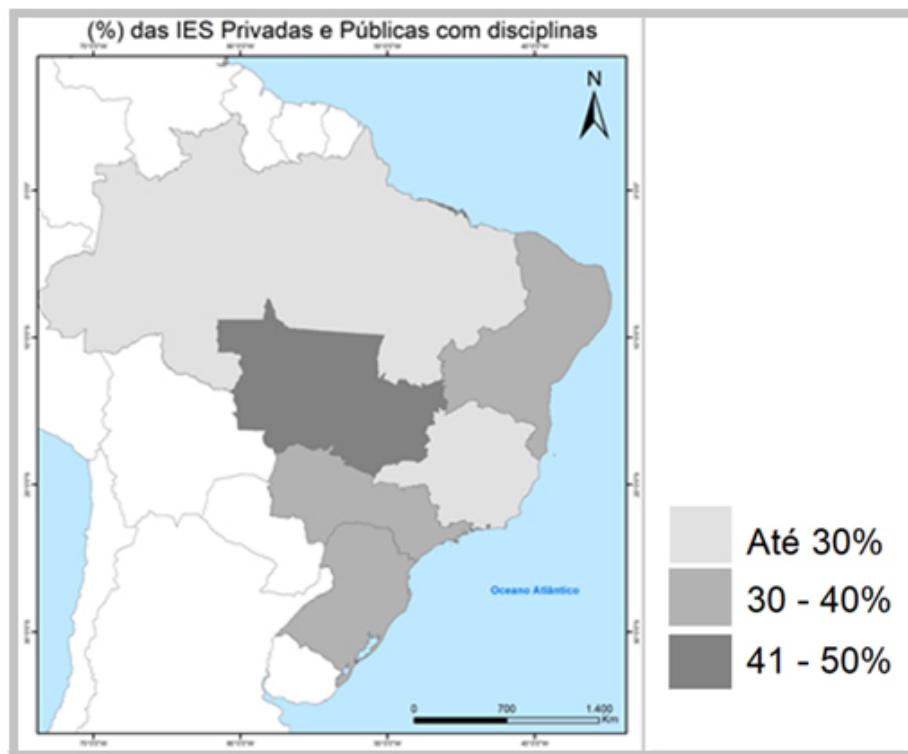 (%) das IES Privadas e Públicas com disciplinas
N
Oceano Atlântico
0 700 1.400
Km
Até 30%
30 - 40%
41 - 50%